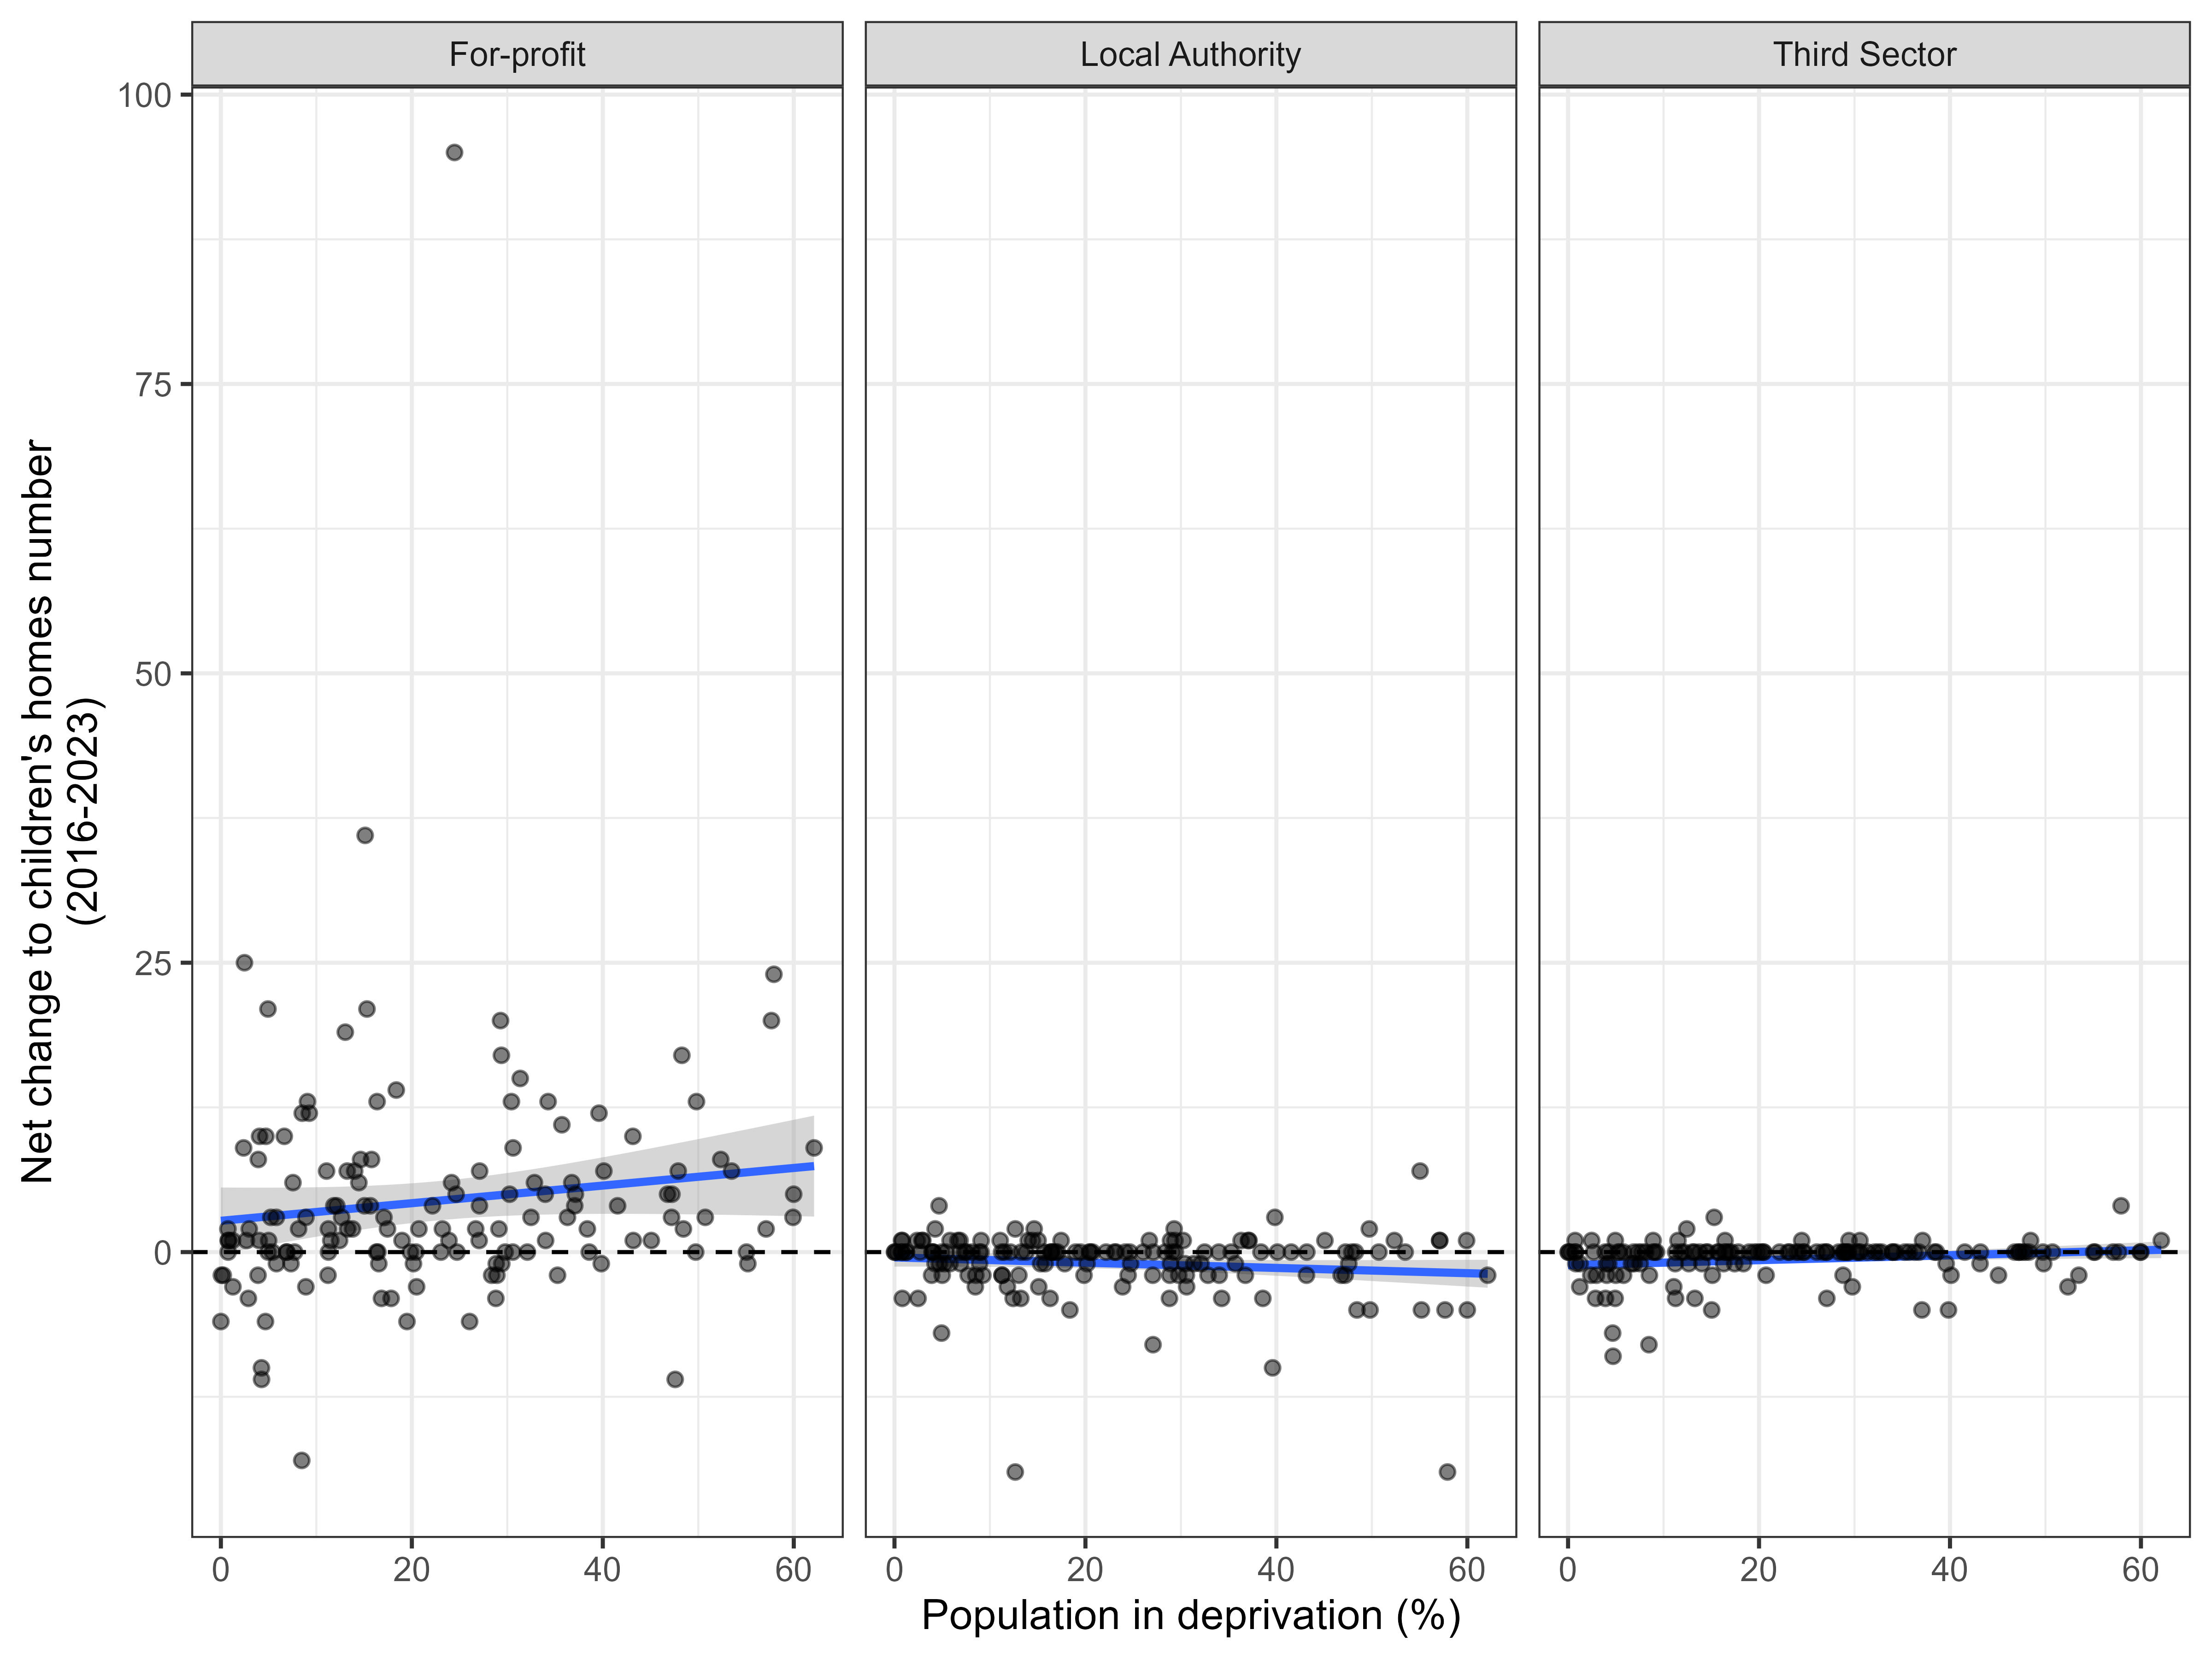 For-profit
Local Authority
Third Sector
Net change to children's homes number
(2016-2023)
100
75
50
25
0
0 20 40 60
0 20 40 60
0 20 40 60
Population in deprivation (%)